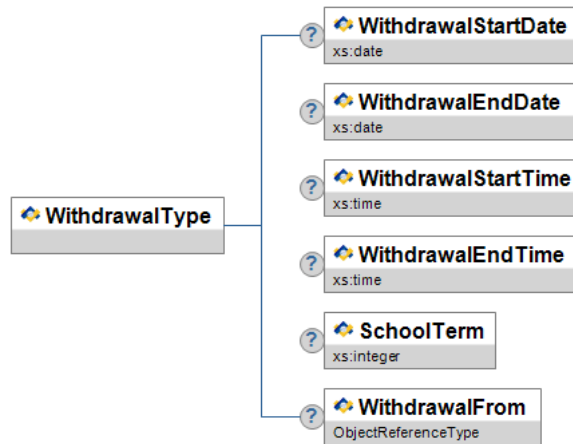 ?
WithdrawalStartDate
xs:date
?
WithdrawalEndDate
xs:date
?
WithdrawalStartTime
xs:time
WithdrawalType
?
WithdrawalEndTime
xs:time
?
SchoolTerm
xs:integer
?
WithdrawalFrom
ObjectReferenceType